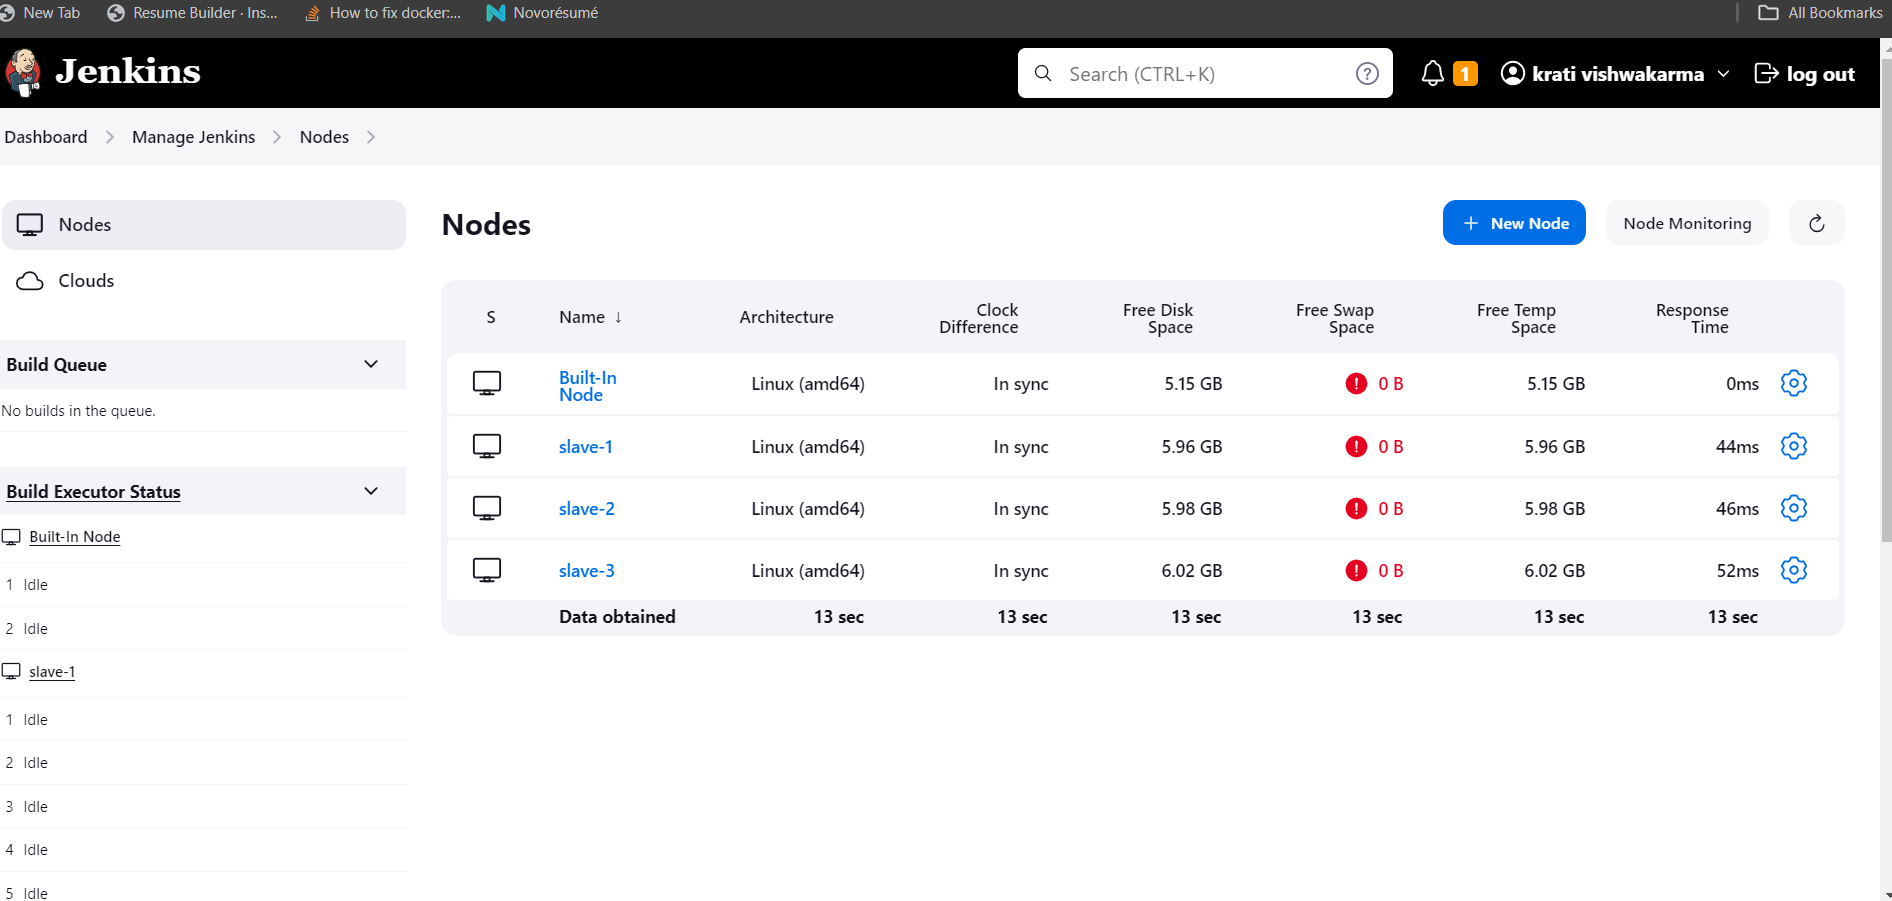 New Tab
Resume Builder · Ins...
How to fix docker:...
Novorésumé
All Bookmarks
Jenkins
Search (CTRL+K)
?
1
krati vishwakarma
log out
Dashboard
Manage Jenkins
Nodes
Nodes
Clouds
Build Queue
No builds in the queue.
Build Executor Status
Built-In Node
1 Idle
2 Idle
slave-1
1 Idle
2 Idle
3 Idle
4 Idle
5 Idle
Nodes
+ New Node
Node Monitoring
S Name ↓ Architecture Clock Difference Free Disk Space Free Swap Space Free Temp Space Response Time
Built-In Node Linux (amd64) In sync 5.15 GB ! 0 B 5.15 GB 0ms
slave-1 Linux (amd64) In sync 5.96 GB ! 0 B 5.96 GB 44ms
slave-2 Linux (amd64) In sync 5.98 GB ! 0 B 5.98 GB 46ms
slave-3 Linux (amd64) In sync 6.02 GB ! 0 B 6.02 GB 52ms
Data obtained 13 sec 13 sec 13 sec 13 sec 13 sec 13 sec